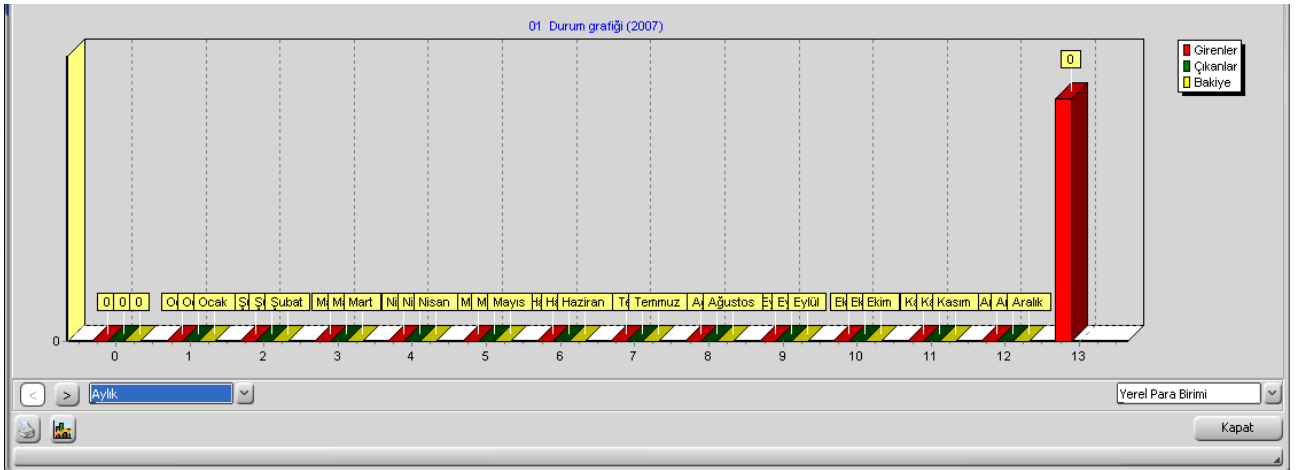 01 Durum grafiği (2007)
Girenler
Çıkanlar
Bakiye
0
0 0 0 Ocak Şubat Mart Nisan Mayıs Haziran Temmuz Ağustos Eylül Ekim Kasım Aralık
0
0 1 2 3 4 5 6 7 8 9 10 11 12 13
< > Aylık
Yerel Para Birimi
Kapat